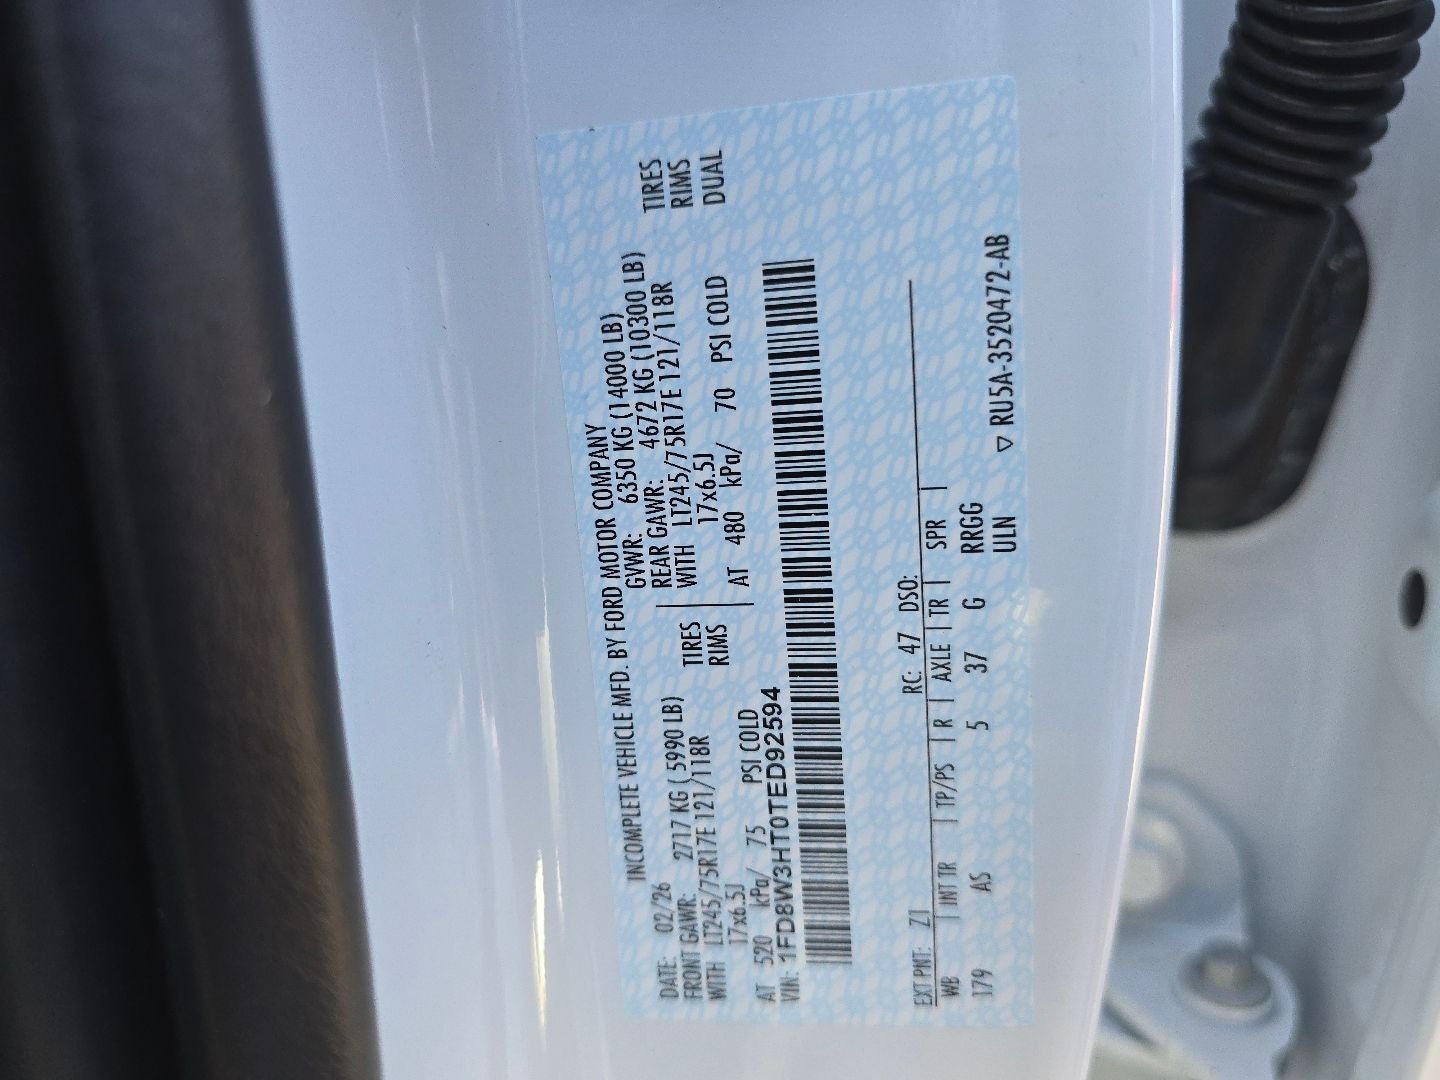 INCOMPLETE VEHICLE MFD. BY FORD MOTOR COMPANY
DATE: 02/26 GVWR: 6350 KG (14000 LB)
FRONT GAWR: 2717 KG ( 5990 LB) REAR GAWR: 4672 KG (10300 LB)
WITH LT245/75R17E 121/118R TIRES WITH LT245/75R17E 121/118R TIRES
17x6.5J RIMS 17x6.5J RIMS
AT 520 kPa/ 75 PSI COLD AT 480 kPa/ 70 PSI COLD DUAL
VIN: 1FD8W3HT0TED92594
EXT PNT: Z1 RC: 47 DSO:
WB | INT TR | TP/PS | R | AXLE | TR | SPR |
179 AS 5 37 G RRGG
ULN
▽ RU5A-3520472-AB